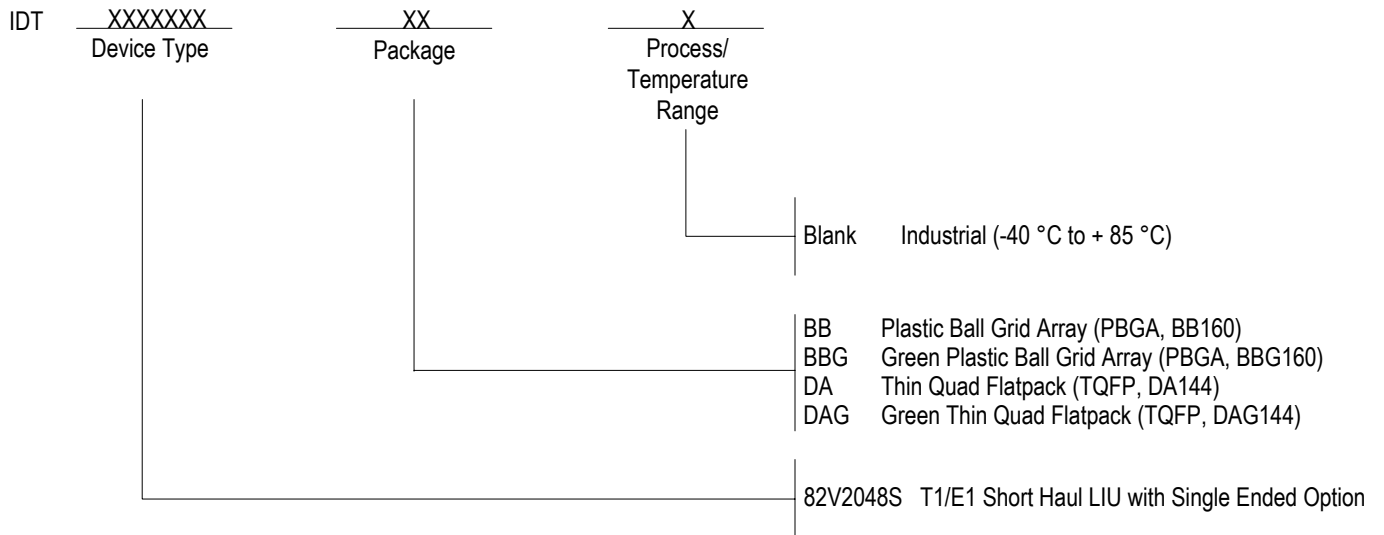 IDT XXXXXXX XX X
Device Type Package Process/
Temperature
Range
Blank Industrial (-40 °C to + 85 °C)
BB Plastic Ball Grid Array (PBGA, BB160)
BBG Green Plastic Ball Grid Array (PBGA, BBG160)
DA Thin Quad Flatpack (TQFP, DA144)
DAG Green Thin Quad Flatpack (TQFP, DAG144)
82V2048S T1/E1 Short Haul LIU with Single Ended Option